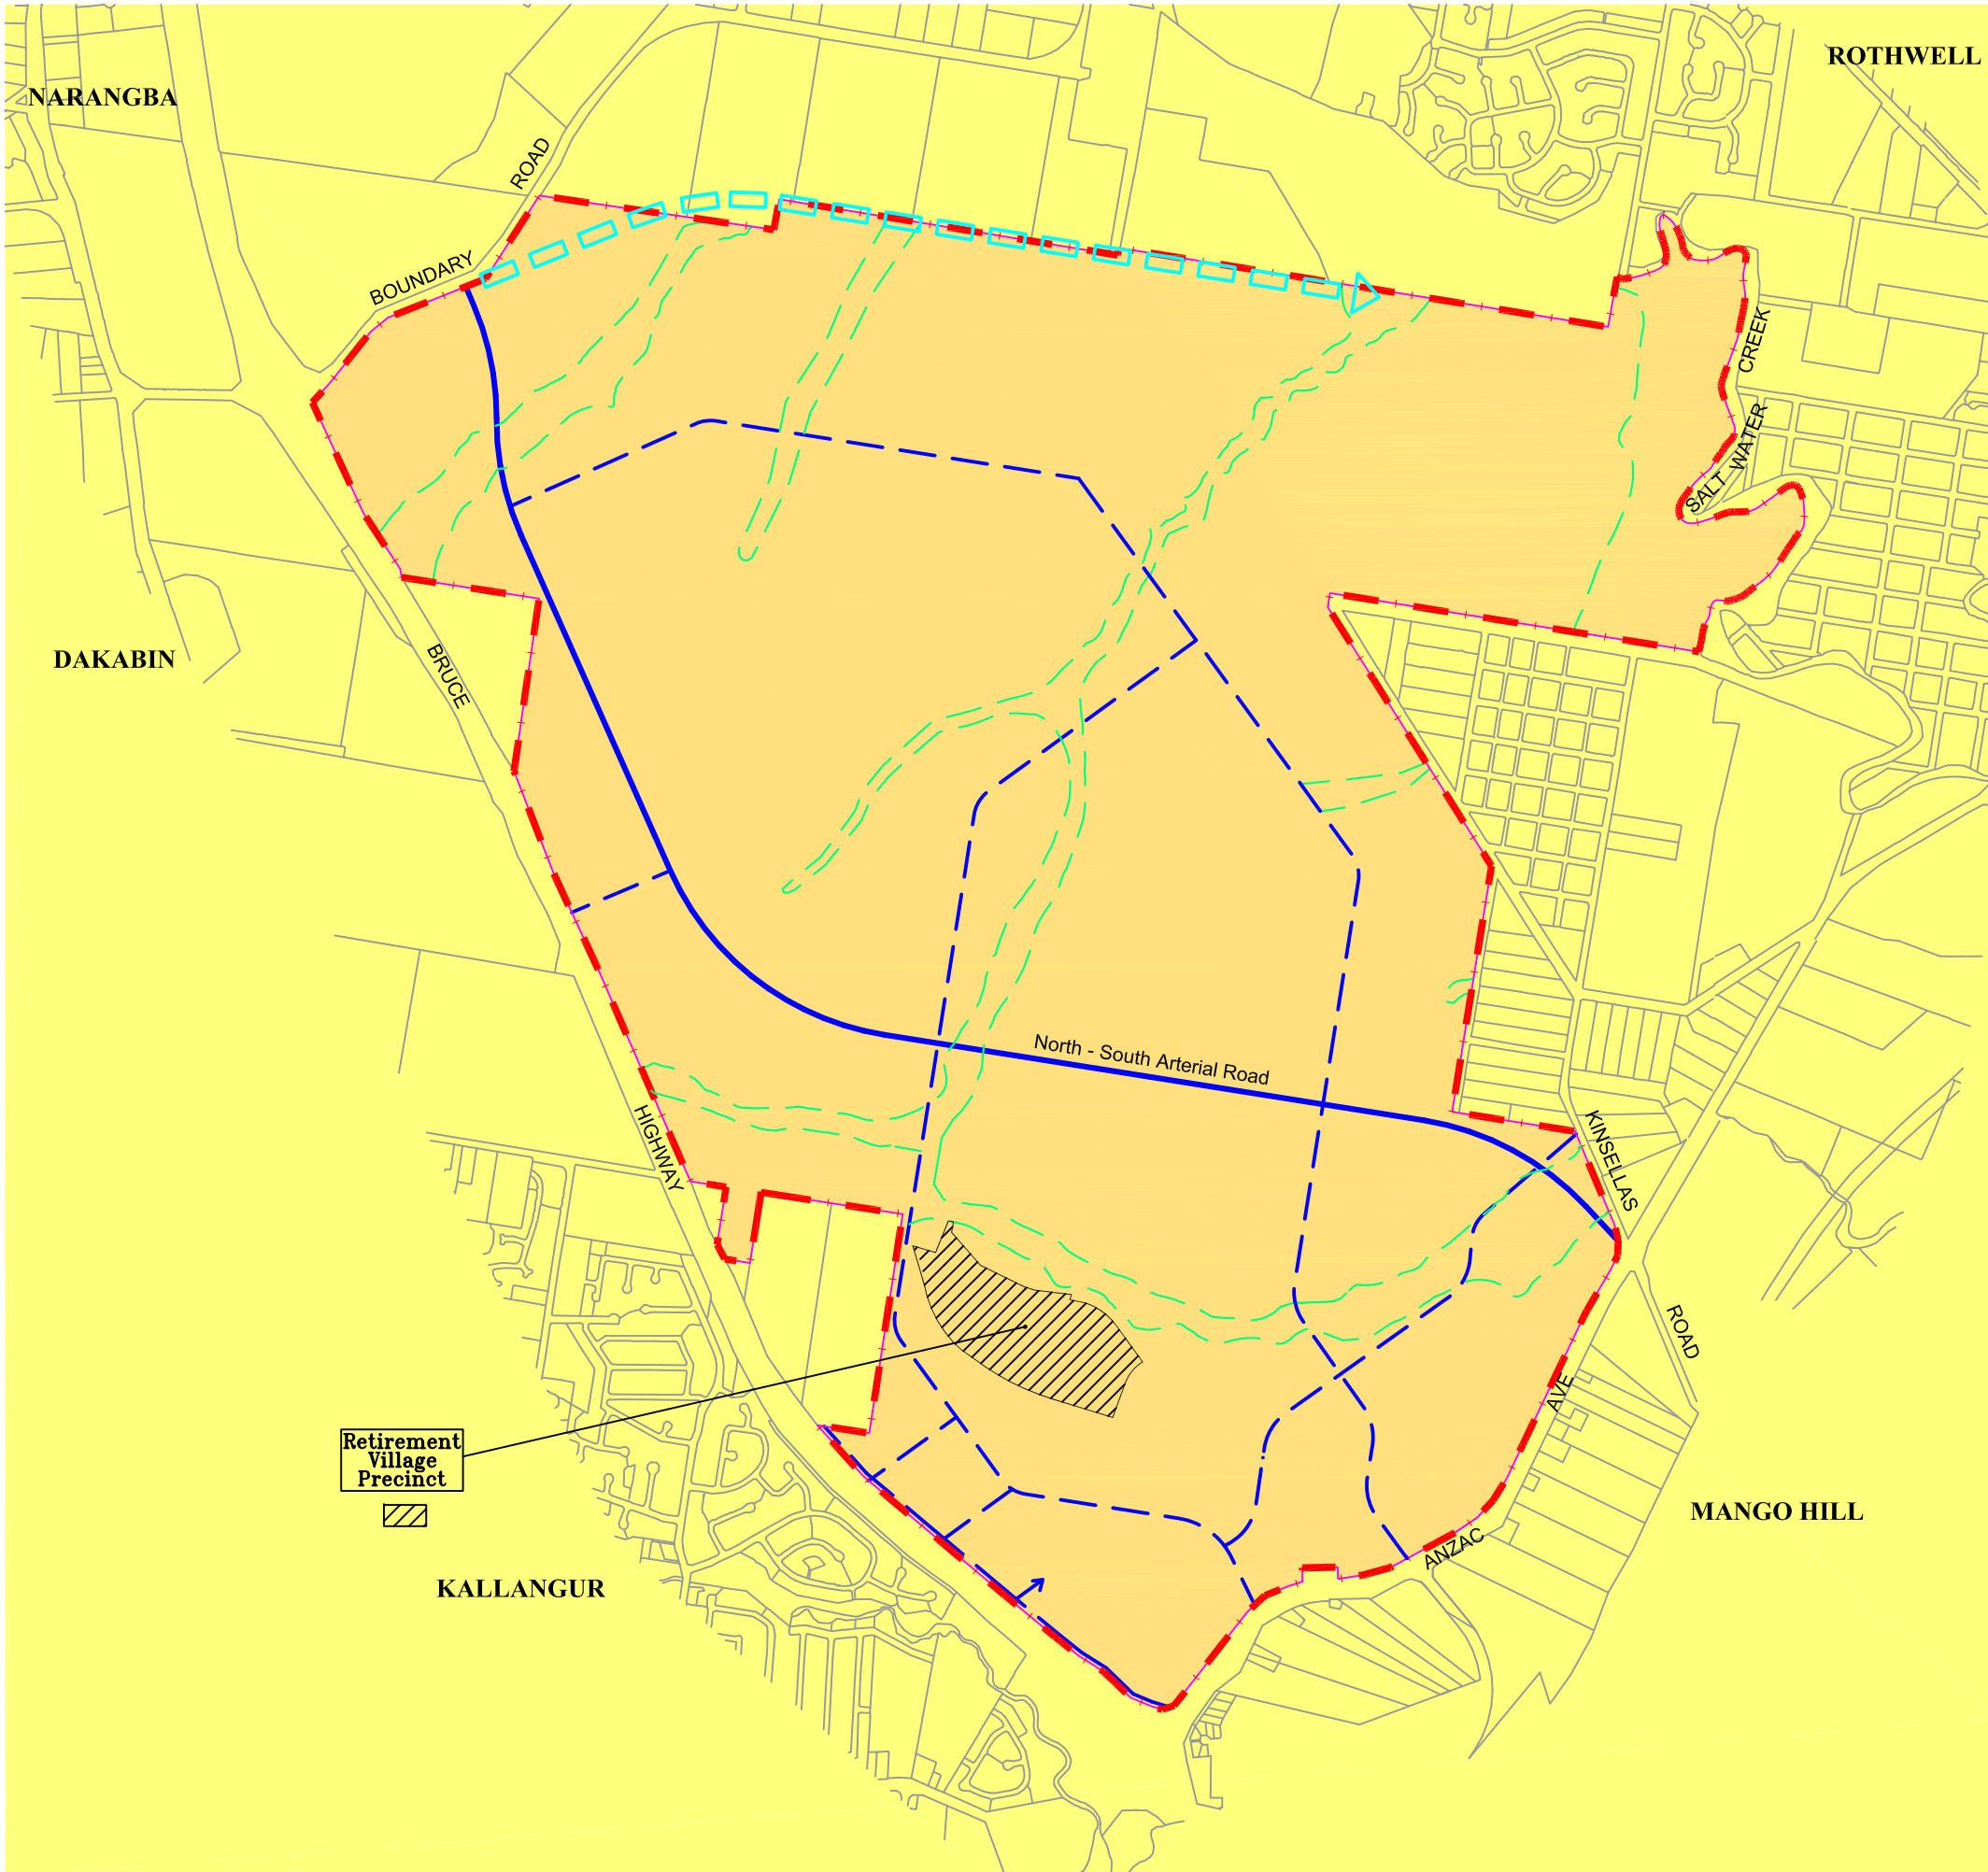 ROTHWELL
NARANGBA
ROAD
BOUNDARY
CREEK
SALT WATER
DAKABIN
BRUCE
North - South Arterial Road
HIGHWAY
KINSELLAS
ROAD
AVE
Retirement
Village
Precinct
MANGO HILL
ANZAC
KALLANGUR